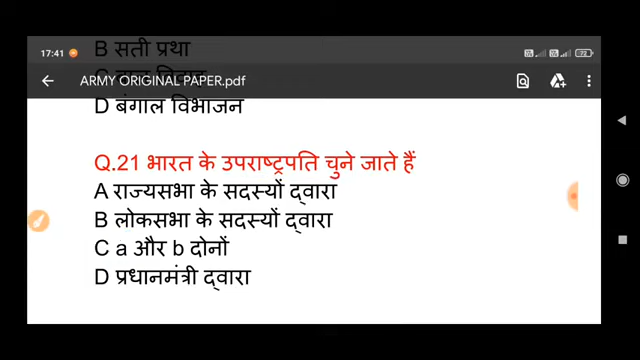 17:41
72
ARMY ORIGINAL PAPER.pdf
B सती प्रथा
D बंगाल विभाजन
Q.21 भारत के उपराष्ट्रपति चुने जाते हैं
A राज्यसभा के सदस्यों द्वारा
B लोकसभा के सदस्यों द्वारा
C a और b दोनों
D प्रधानमंत्री द्वारा